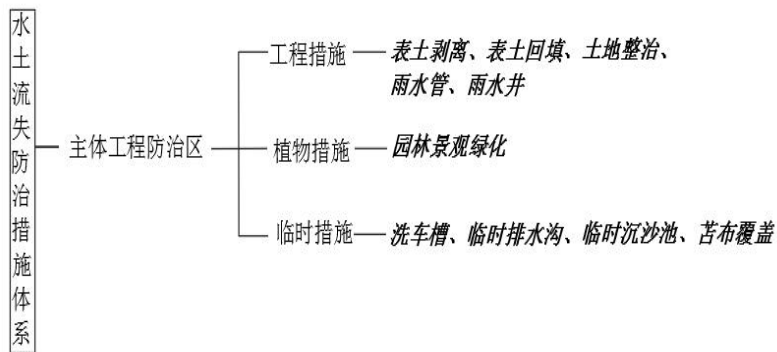 水土流失防治措施体系
主体工程防治区
工程措施
表土剥离、表土回填、土地整治、
雨水管、雨水井
植物措施
园林景观绿化
临时措施
洗车槽、临时排水沟、临时沉沙池、苫布覆盖